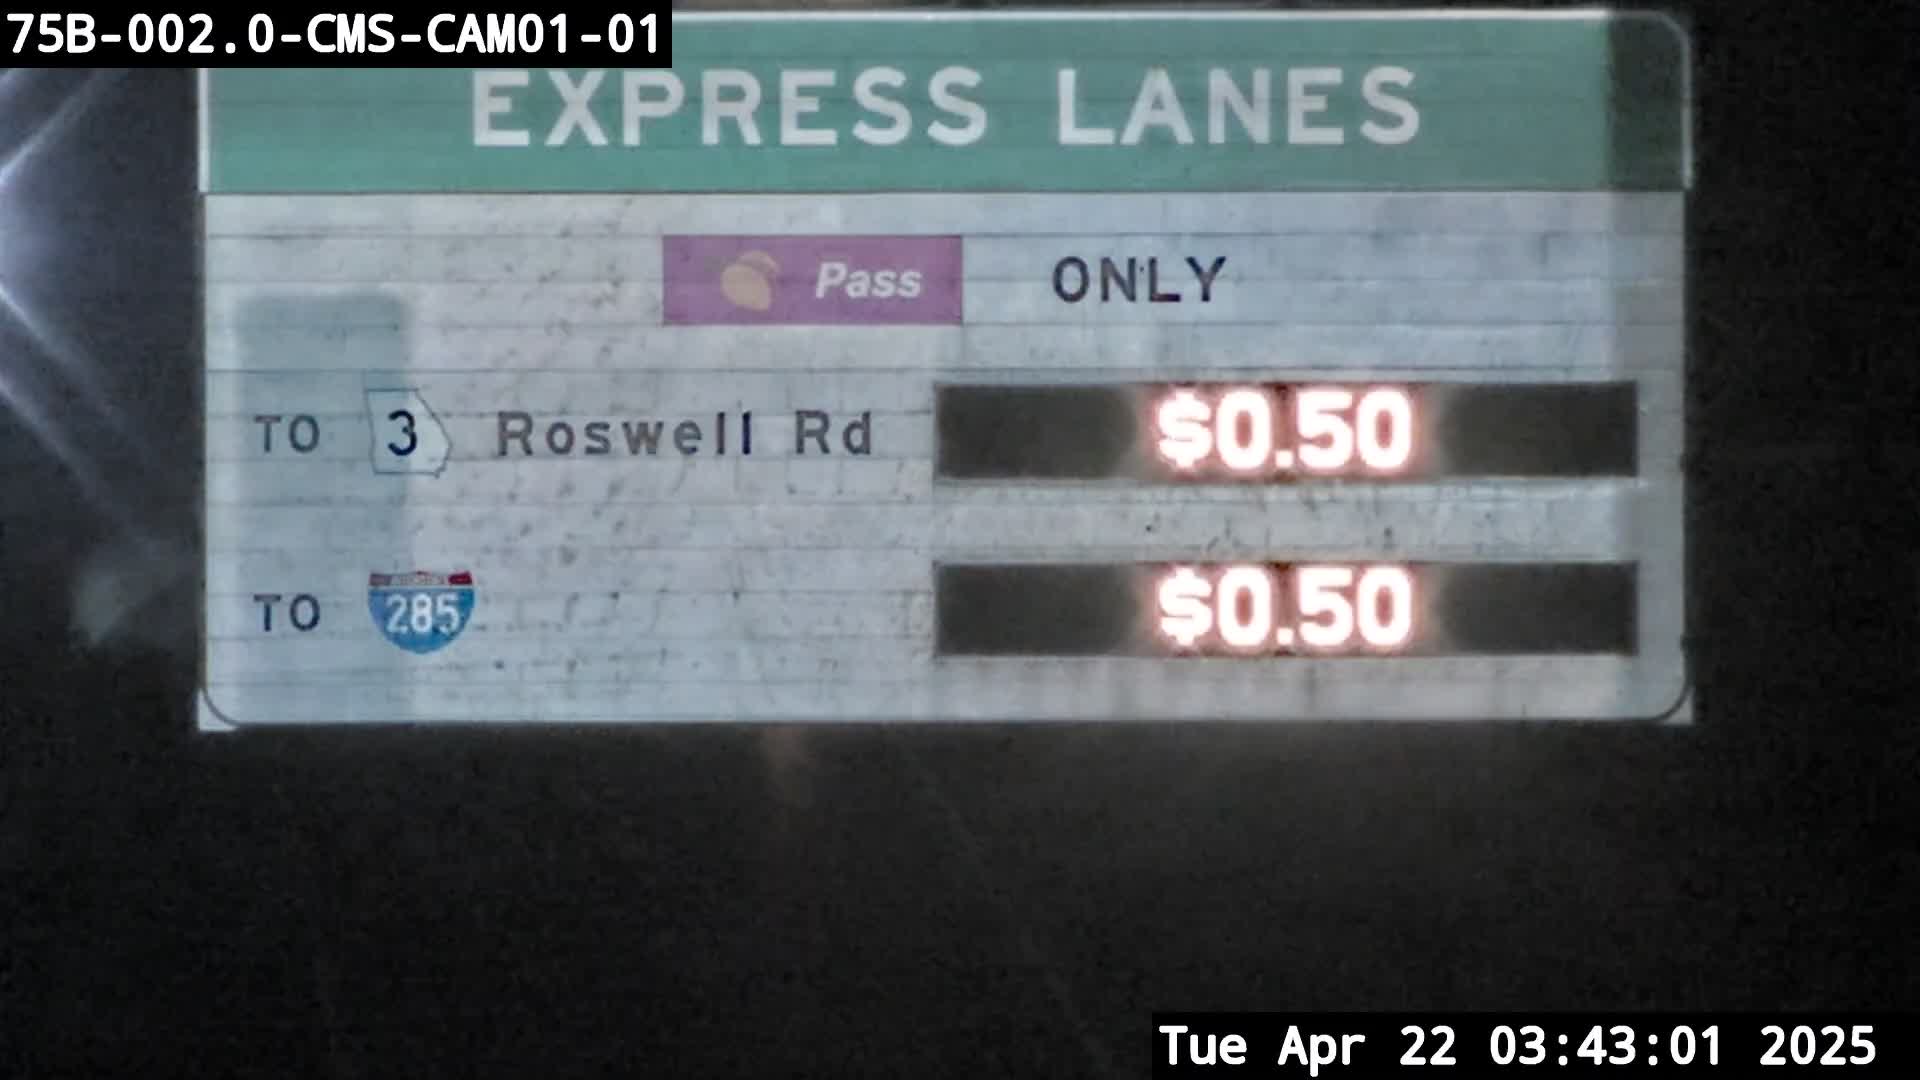 75B-002.0-CMS-CAM01-01
EXPRESS LANES
Pass ONLY
TO 3 Roswell Rd $0.50
TO 285 $0.50
Tue Apr 22 03:43:01 2025